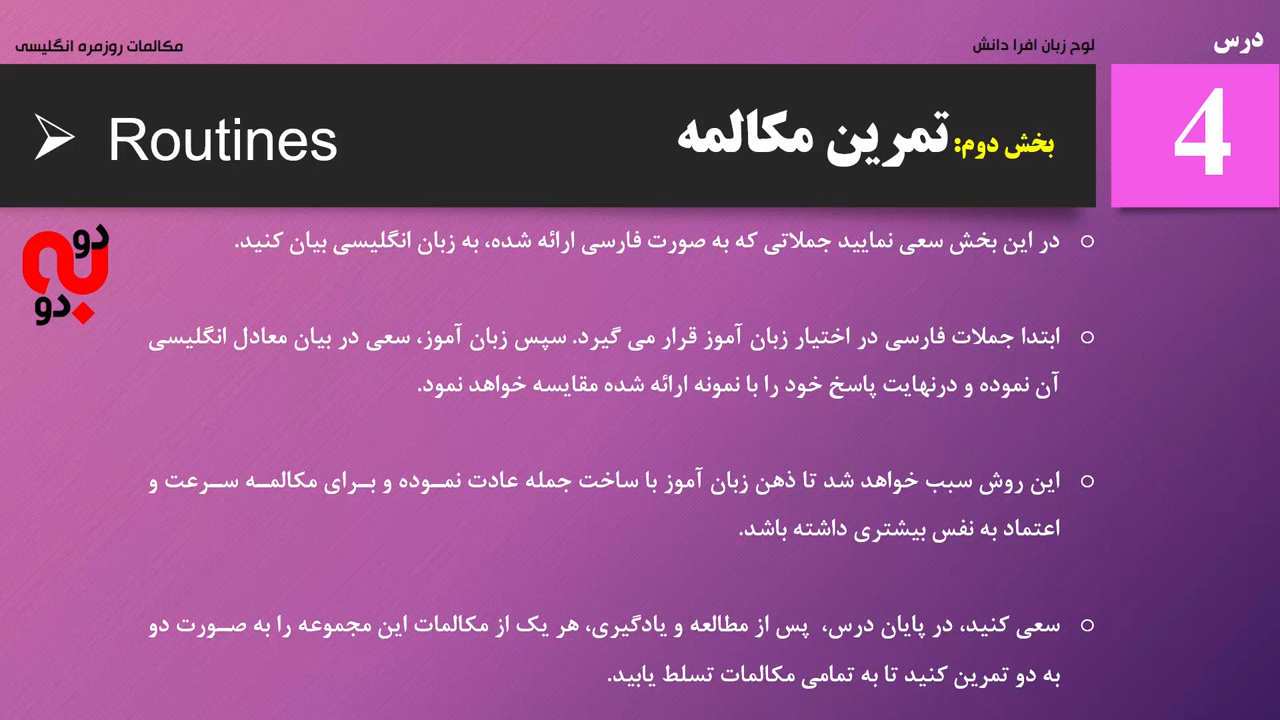 درس
لوح زبان افرا دانش
مکالمات روزمره انگلیسی
4
بخش دوم: تمرین مکالمه
Routines
دو
به
دو
در این بخش سعی نمایید جملاتی که به صورت فارسی ارائه شده، به زبان انگلیسی بیان کنید.
ابتدا جملات فارسی در اختیار زبان آموز قرار می گیرد. سپس زبان آموز، سعی در بیان معادل انگلیسی
آن نموده و درنهایت پاسخ خود را با نمونه ارائه شده مقایسه خواهد نمود.
این روش سبب خواهد شد تا ذهن زبان آموز با ساخت جمله عادت نمـوده و بـرای مکالمـه سـرعت و
اعتماد به نفس بیشتری داشته باشد.
سعی کنید، در پایان درس، پس از مطالعه و یادگیری، هر یک از مکالمات این مجموعه را به صـورت دو
به دو تمرین کنید تا به تمامی مکالمات تسلط یابید.